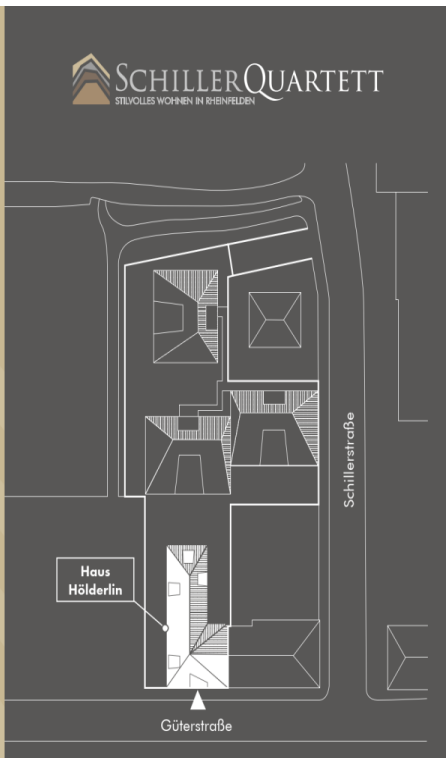 SCHILLERQUARTETT
STILVOLLES WOHNEN IN RHEINFELDEN
Schillerstraße
Haus
Hölderlin
Güterstraße